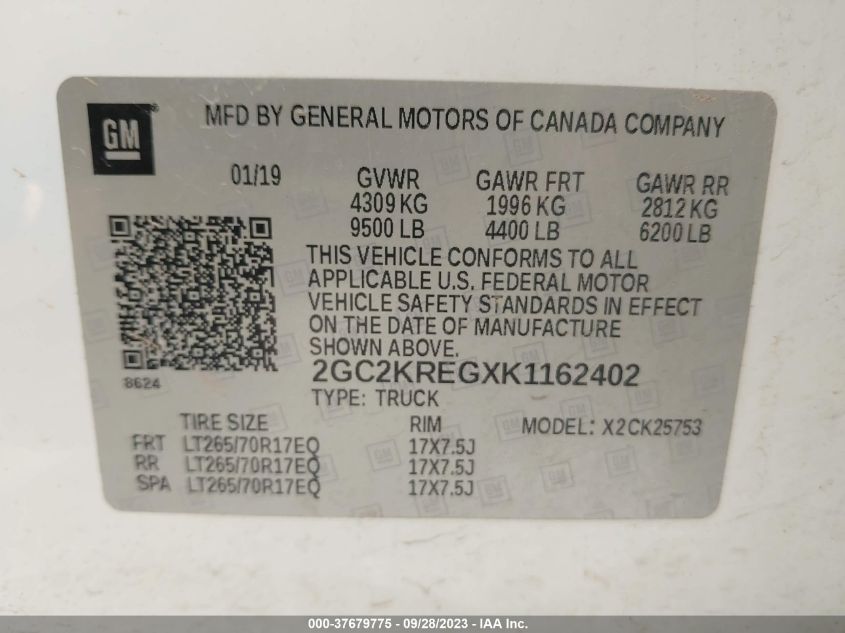 GM ®
MFD BY GENERAL MOTORS OF CANADA COMPANY
01/19 GVWR GAWR FRT GAWR RR
4309 KG 1996 KG 2812 KG
9500 LB 4400 LB 6200 LB
THIS VEHICLE CONFORMS TO ALL
APPLICABLE U.S. FEDERAL MOTOR
VEHICLE SAFETY STANDARDS IN EFFECT
ON THE DATE OF MANUFACTURE
SHOWN ABOVE.
8624
2GC2KREGXK1162402
TYPE: TRUCK
TIRE SIZE RIM MODEL: X2CK25753
FRT LT265/70R17EQ 17X7.5J
RR LT265/70R17EQ 17X7.5J
SPA LT265/70R17EQ 17X7.5J
000-37679775 - 09/28/2023 - IAA Inc.